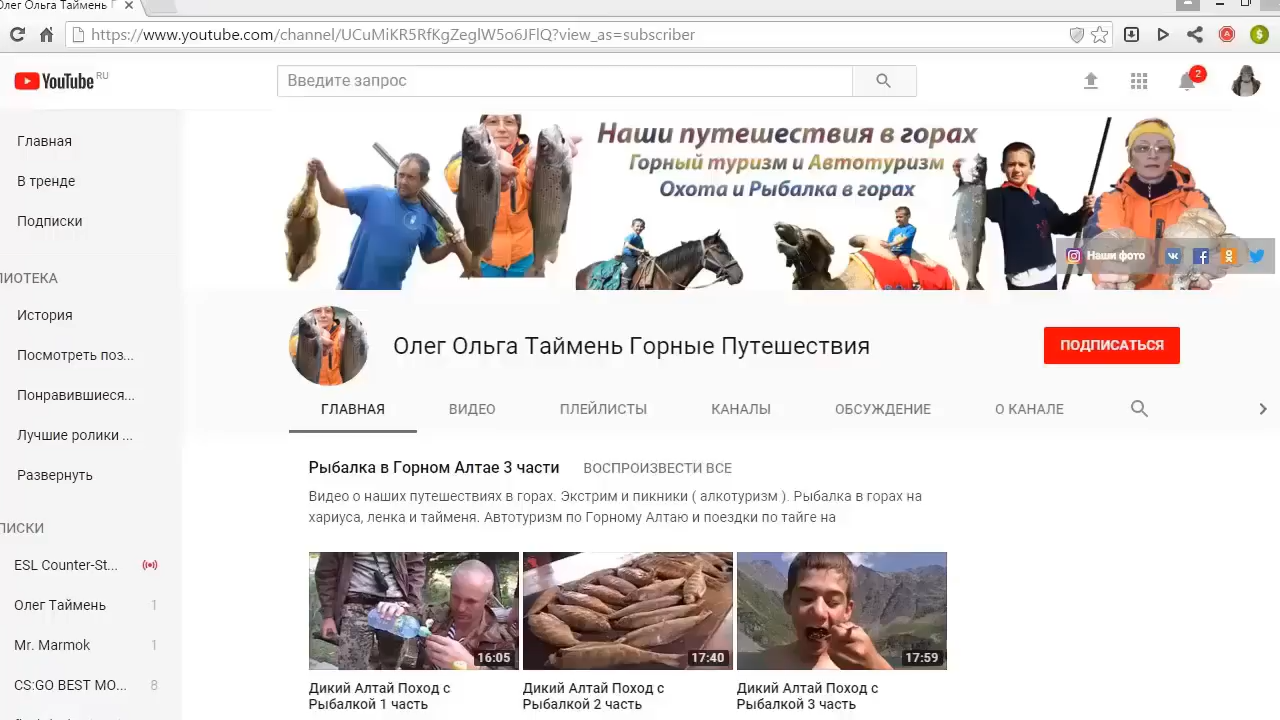 Олег Ольга Таймень Г
https://www.youtube.com/channel/UCuMiKR5RfKgZeglW5o6JFlQ?view_as=subscriber
YouTube RU
Введите запрос
2
Главная
В тренде
Подписки
ЛИОТЕКА
История
Посмотреть поз...
Понравившиеся...
Лучшие ролики ...
Развернуть
ПИСКИ
ESL Counter-St...
Олег Таймень 1
Mr. Marmok 1
CS:GO BEST MO... 8
Наши путешествия в горах
Горный туризм и Автотуризм
Охота и Рыбалка в горах
Наши фото
Олег Ольга Таймень Горные Путешествия
ПОДПИСАТЬСЯ
ГЛАВНАЯ ВИДЕО ПЛЕЙЛИСТЫ КАНАЛЫ ОБСУЖДЕНИЕ О КАНАЛЕ
Рыбалка в Горном Алтае 3 части ВОСПРОИЗВЕСТИ ВСЕ
Видео о наших путешествиях в горах. Экстрим и пикники ( алкотуризм ). Рыбалка в горах на
хариуса, ленка и тайменя. Автотуризм по Горному Алтаю и поездки по тайге на
16:05
17:40
17:59
Дикий Алтай Поход с
Рыбалкой 1 часть
Дикий Алтай Поход с
Рыбалкой 2 часть
Дикий Алтай Поход с
Рыбалкой 3 часть